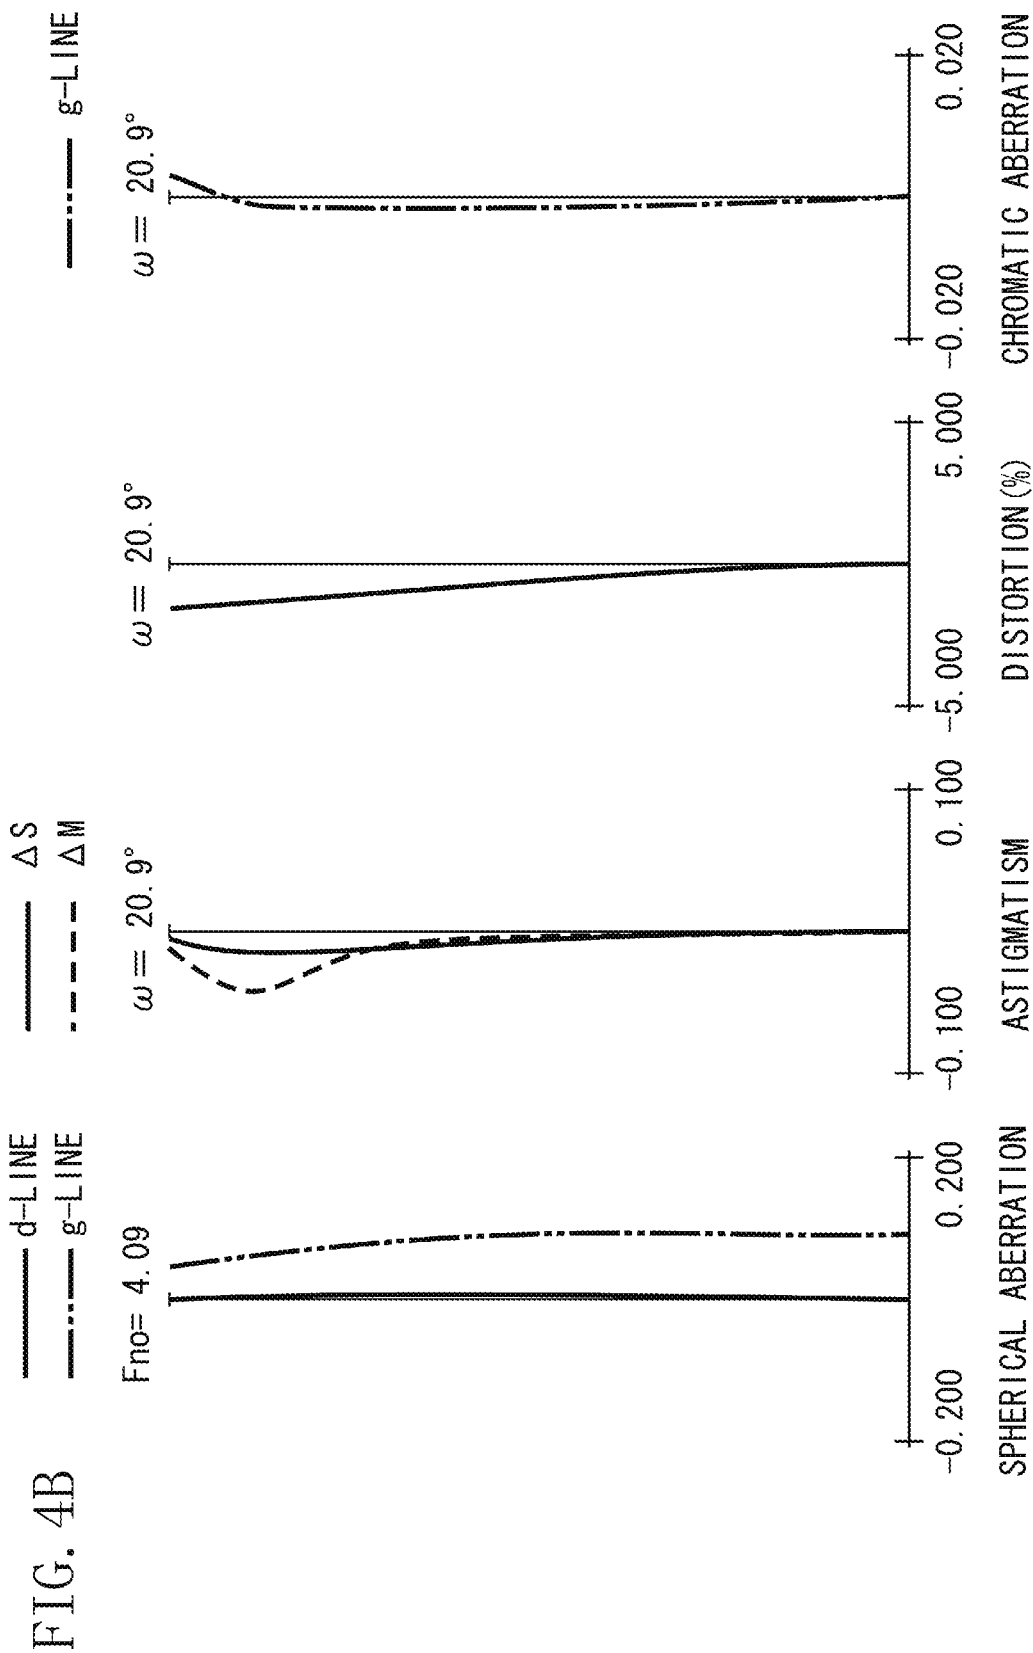 FIG. 4B
d-LINE
g-LINE
Fno= 4.09
-0.200
0.200
SPHERICAL ABERRATION
ΔS
ΔM
ω= 20.9°
-0.100
0.100
ASTIGMATISM
ω= 20.9°
-5.000
5.000
DISTORTION(%)
g-LINE
ω= 20.9°
-0.020
0.020
CHROMATIC ABERRATION